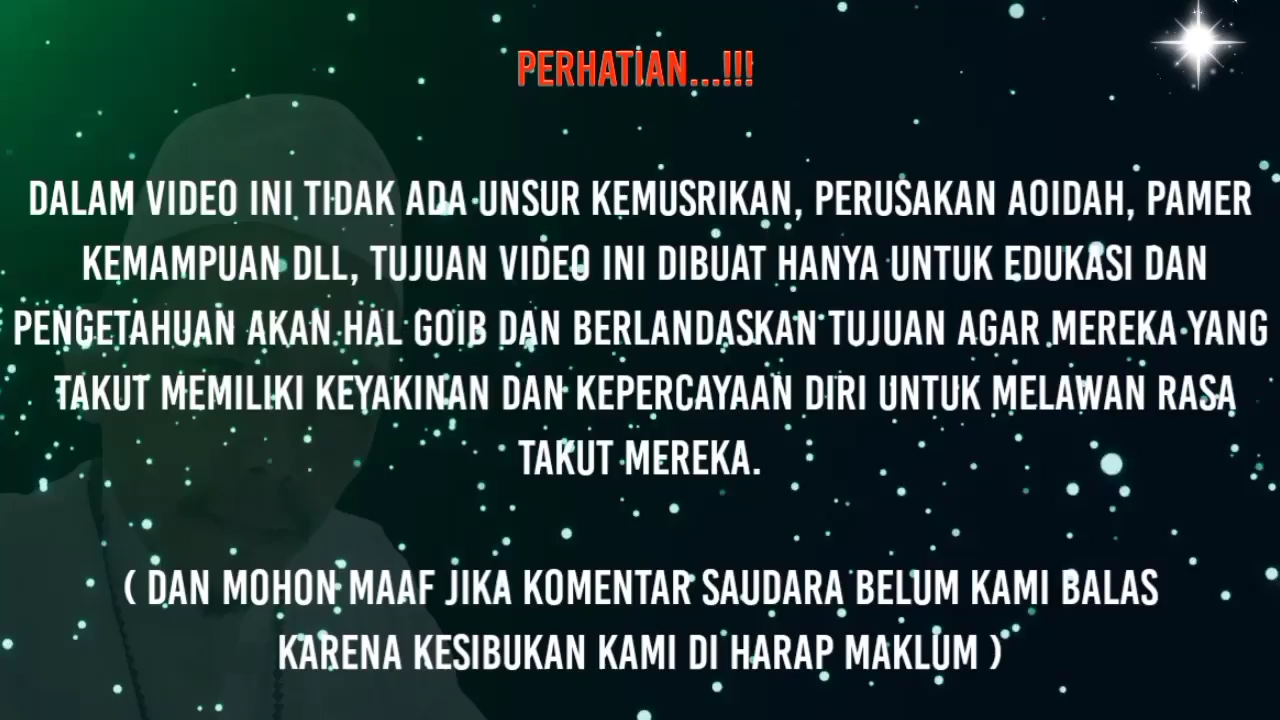 PERHATIAN...!!!
DALAM VIDEO INI TIDAK ADA UNSUR KEMUSRIKAN, PERUSAKAN AOIDAH, PAMER
KEMAMPUAN DLL, TUJUAN VIDEO INI DIBUAT HANYA UNTUK EDUKASI DAN
PENGETAHUAN AKAN HAL GOIB DAN BERLANDASKAN TUJUAN AGAR MEREKA YANG
TAKUT MEMILIKI KEYAKINAN DAN KEPERCAYAAN DIRI UNTUK MELAWAN RASA
TAKUT MEREKA.
( DAN MOHON MAAF JIKA KOMENTAR SAUDARA BELUM KAMI BALAS
KARENA KESIBUKAN KAMI DI HARAP MAKLUM )